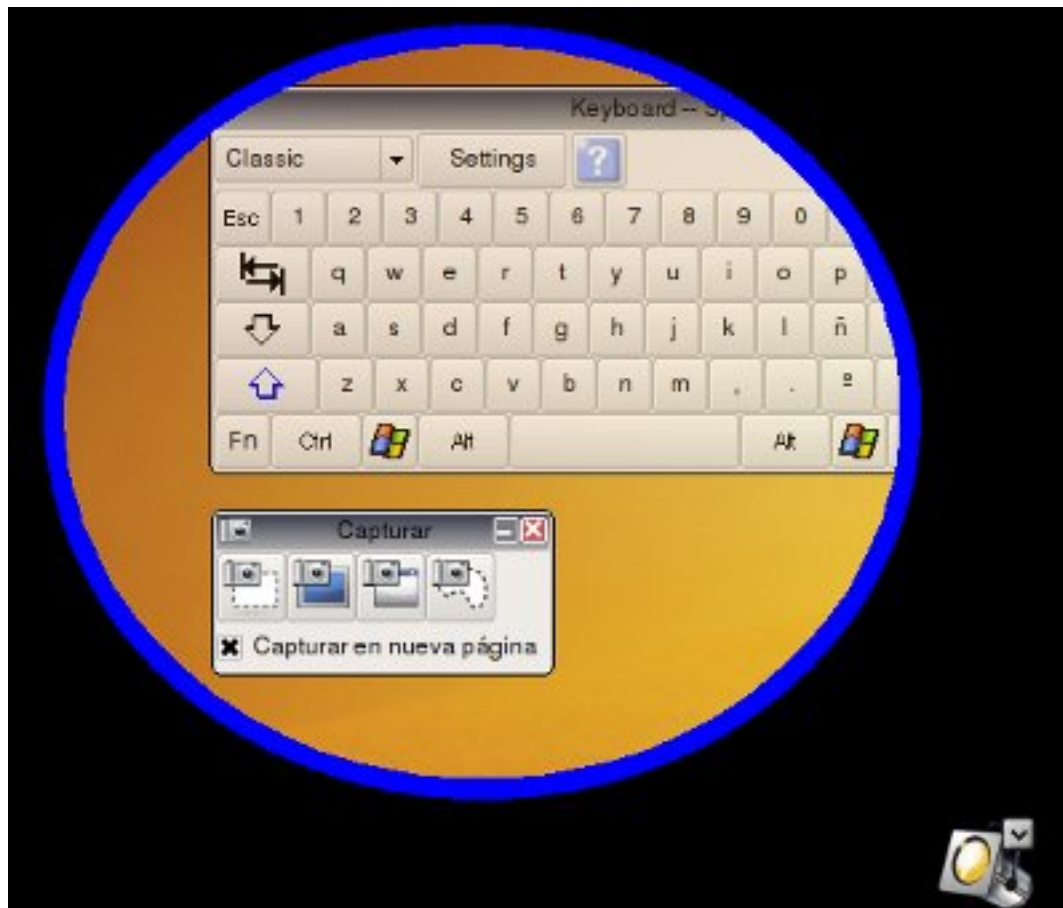 Keyboard -- Sp
Classic Settings ?
Esc 1 2 3 4 5 6 7 8 9 0
q w e r t y u i o p
a s d f g h j k l ñ
z x c v b n m , . º
Fn Ctrl Alt Alt
Capturar
Capturar en nueva página